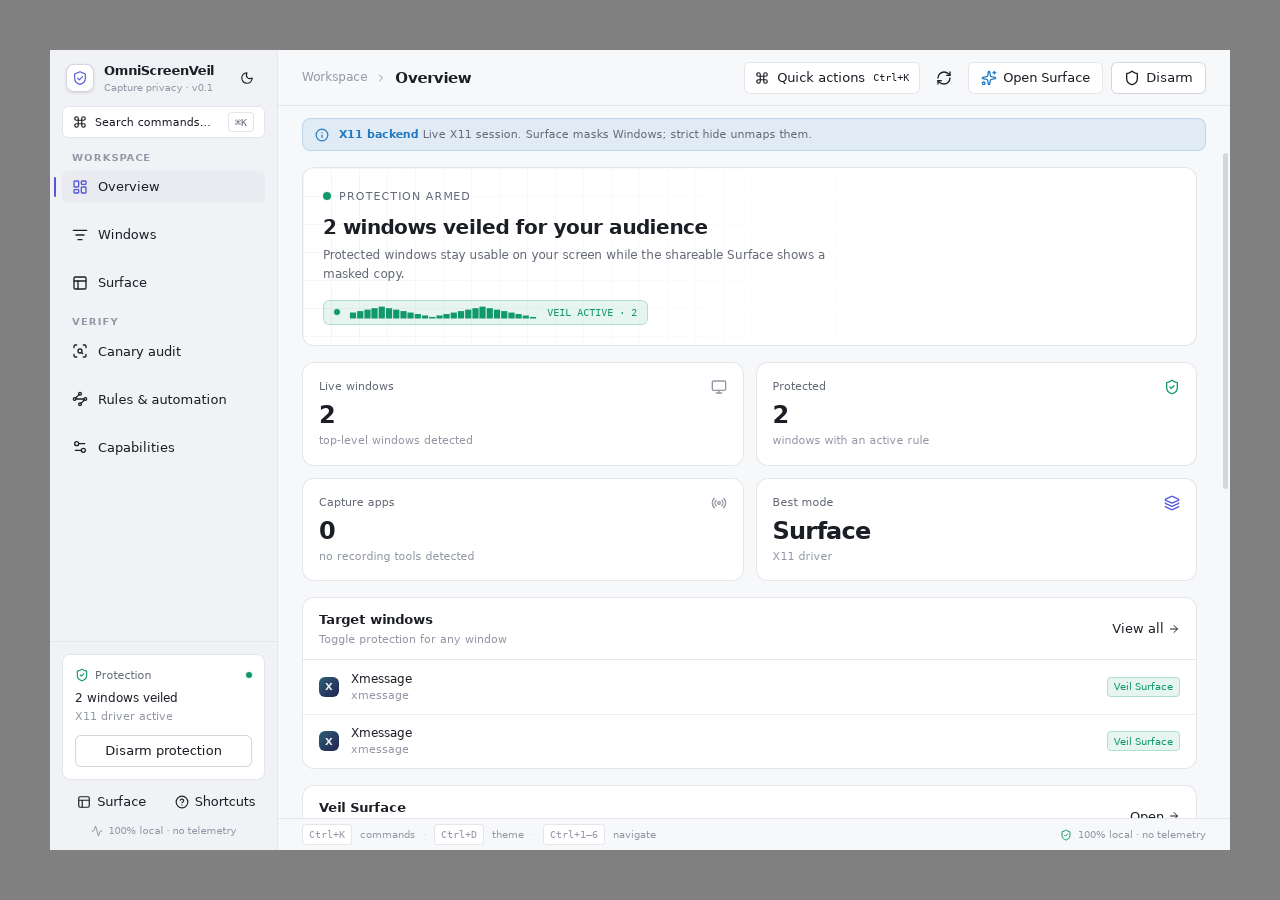 OmniScreenVeil
Capture privacy · v0.1
Search commands… ⌘K
WORKSPACE
Overview
Windows
Surface
VERIFY
Canary audit
Rules & automation
Capabilities
Protection
2 windows veiled
X11 driver active
Disarm protection
Surface Shortcuts
100% local · no telemetry
Workspace › Overview
Quick actions Ctrl+K
Open Surface
Disarm
X11 backend Live X11 session. Surface masks Windows; strict hide unmaps them.
PROTECTION ARMED
2 windows veiled for your audience
Protected windows stay usable on your screen while the shareable Surface shows a
masked copy.
VEIL ACTIVE · 2
Live windows
2
top-level windows detected
Protected
2
windows with an active rule
Capture apps
0
no recording tools detected
Best mode
Surface
X11 driver
Target windows
Toggle protection for any window
View all →
X Xmessage
xmessage
Veil Surface
X Xmessage
xmessage
Veil Surface
Veil Surface
Open →
Ctrl+K commands · Ctrl+D theme · Ctrl+1–6 navigate
100% local · no telemetry